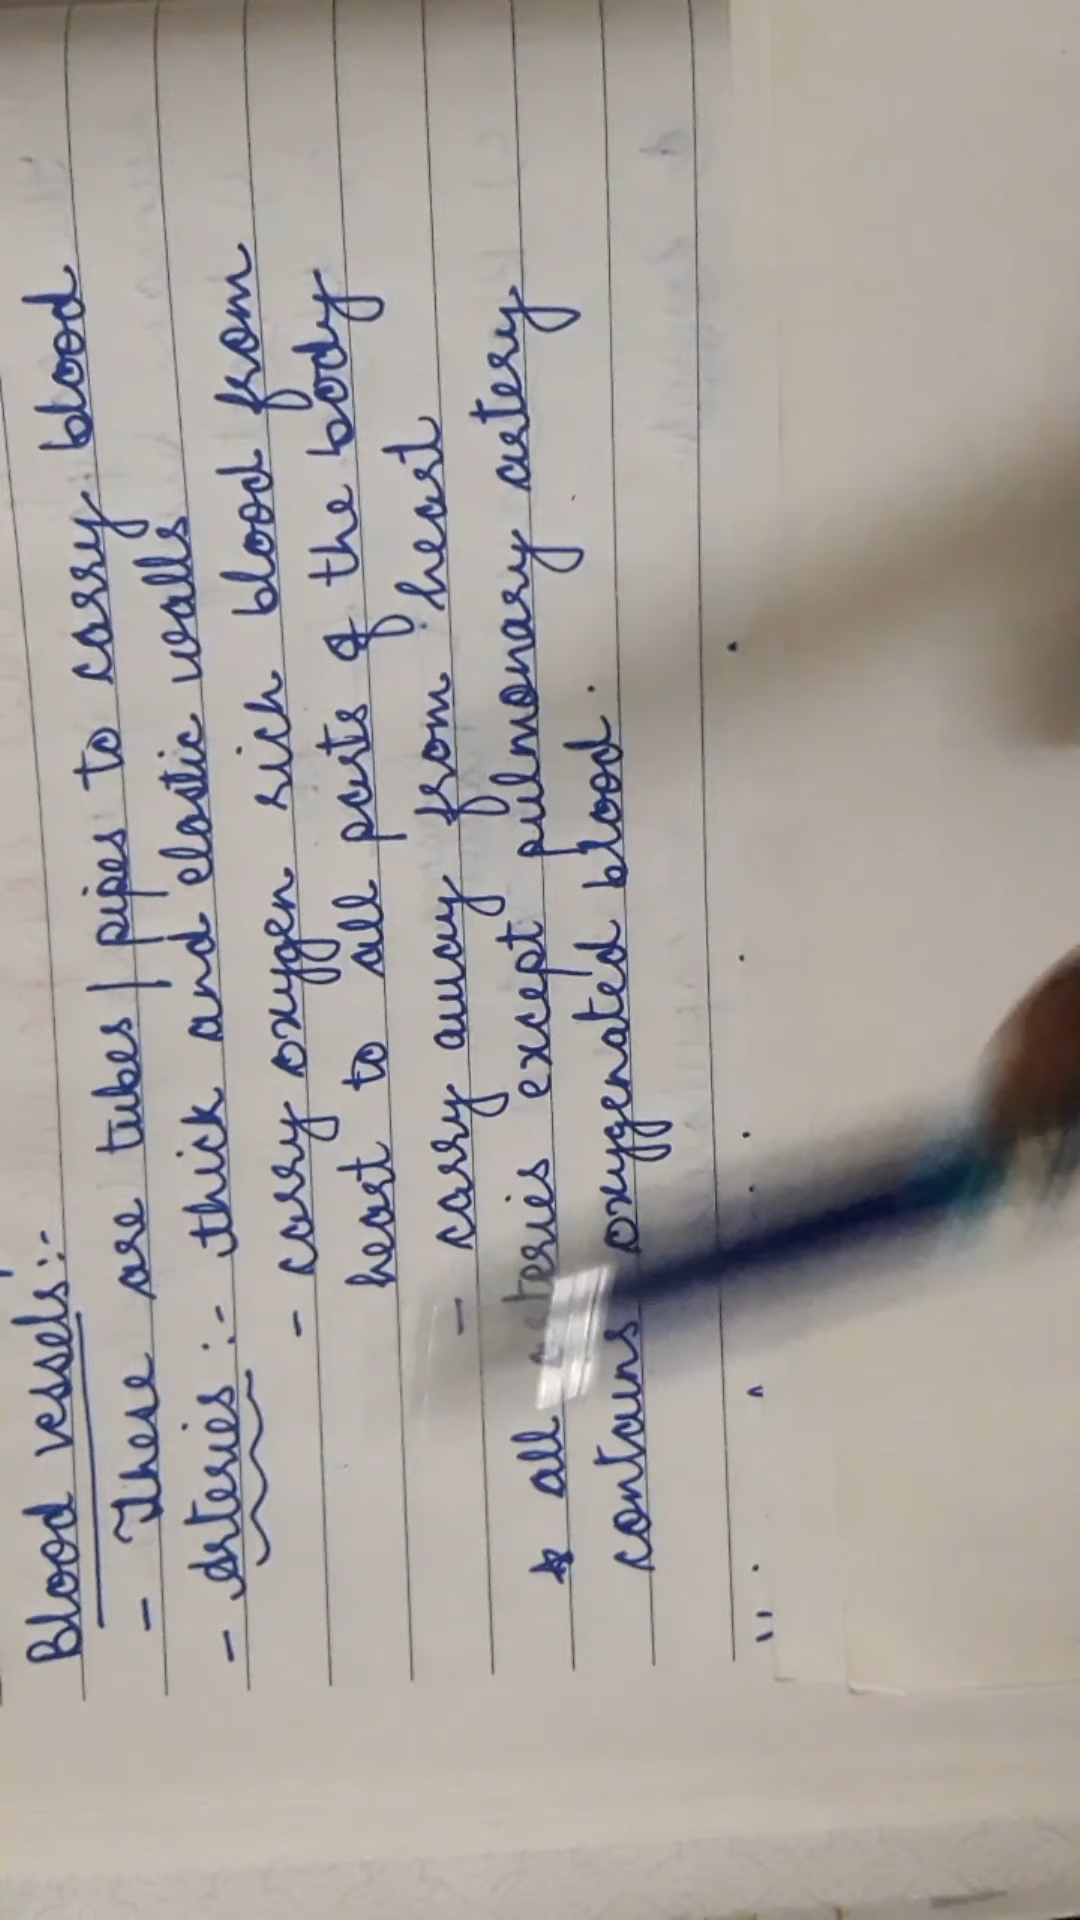 Blood vessels:-
- These are tubes / pipes to carry blood
- Arteries :- thick and elastic walls
- carry oxygen rich blood from
heart to all parts of the body
- carry away from heart
* all arteries except pulmonary artery
contains oxygenated blood.